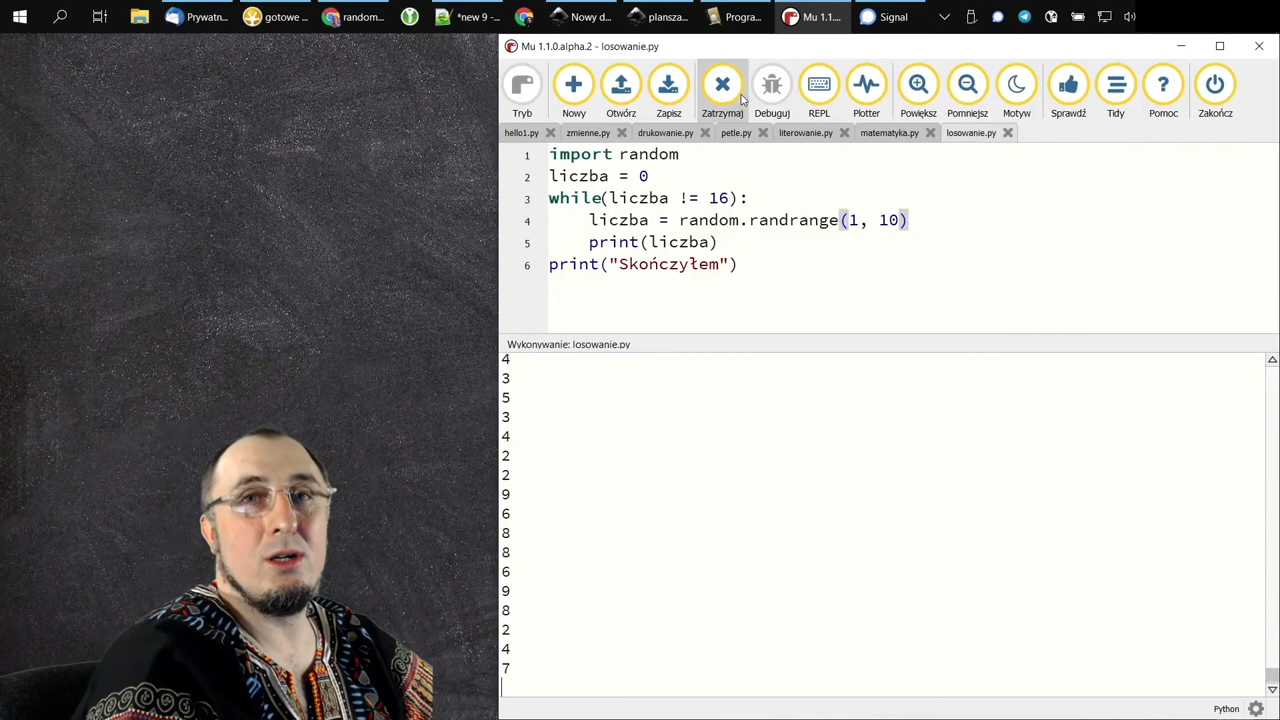 Prywatn...
gotowe ...
random...
*new 9 -...
Nowy d...
plansza...
Progra...
Mu 1.1....
Signal
Mu 1.1.0.alpha.2 - losowanie.py
Tryb
Nowy
Otwórz
Zapisz
Zatrzymaj
Debuguj
REPL
Plotter
Powiększ
Pomniejsz
Motyw
Sprawdź
Tidy
Pomoc
Zakończ
hello1.py
zmienne.py
drukowanie.py
petle.py
literowanie.py
matematyka.py
losowanie.py
1 import random
2 liczba = 0
3 while(liczba != 16):
4 liczba = random.randrange(1, 10)
5 print(liczba)
6 print("Skończyłem")
Wykonywanie: losowanie.py
4
3
5
3
4
2
2
9
6
8
8
6
9
8
2
4
7
Python